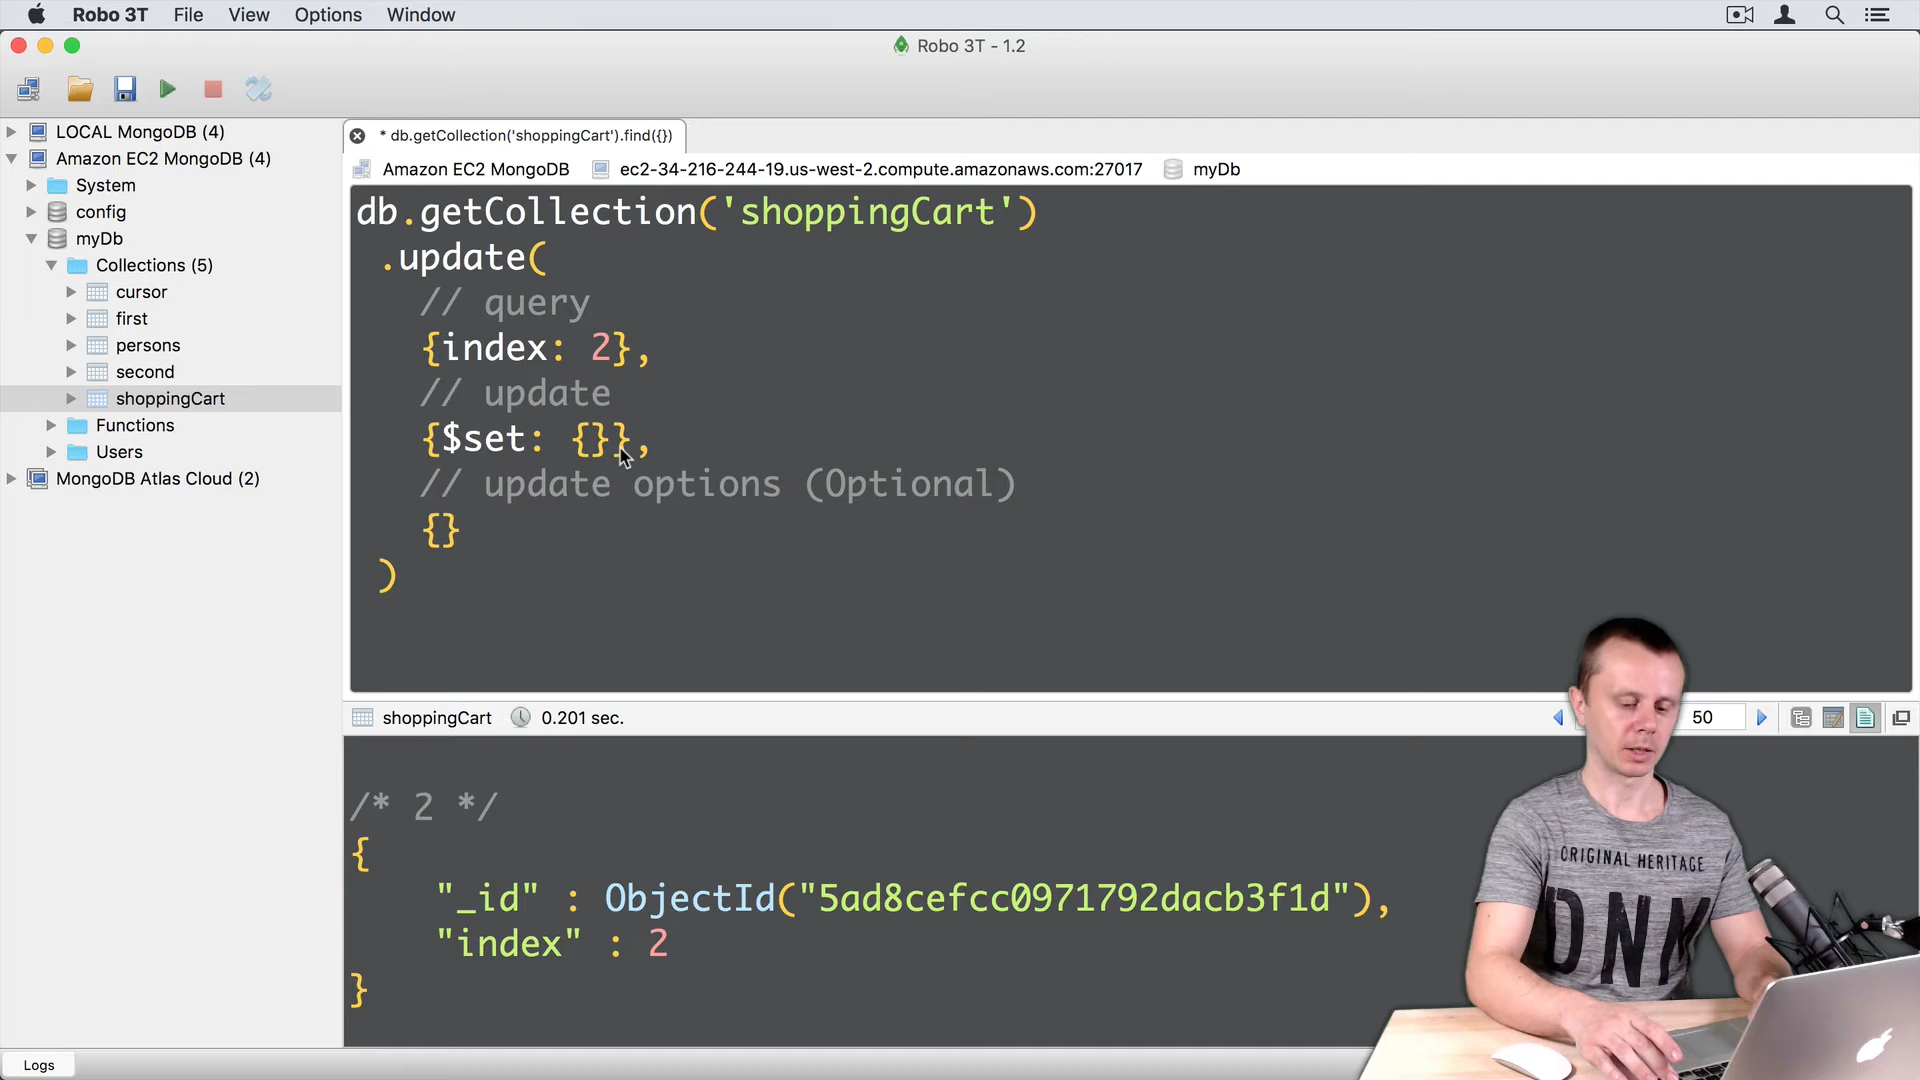 Robo 3T File View Options Window
Robo 3T - 1.2
LOCAL MongoDB (4)
Amazon EC2 MongoDB (4)
System
config
myDb
Collections (5)
cursor
first
persons
second
shoppingCart
Functions
Users
MongoDB Atlas Cloud (2)
* db.getCollection('shoppingCart').find({})
Amazon EC2 MongoDB ec2-34-216-244-19.us-west-2.compute.amazonaws.com:27017 myDb
db.getCollection('shoppingCart')
.update(
// query
{index: 2},
// update
{$set: {}},
// update options (Optional)
{}
)
shoppingCart 0.201 sec. 50
/* 2 */
{
"_id" : ObjectId("5ad8cefcc0971792dacb3f1d"),
"index" : 2
}
ORIGINAL HERITAGE
DNM
Logs